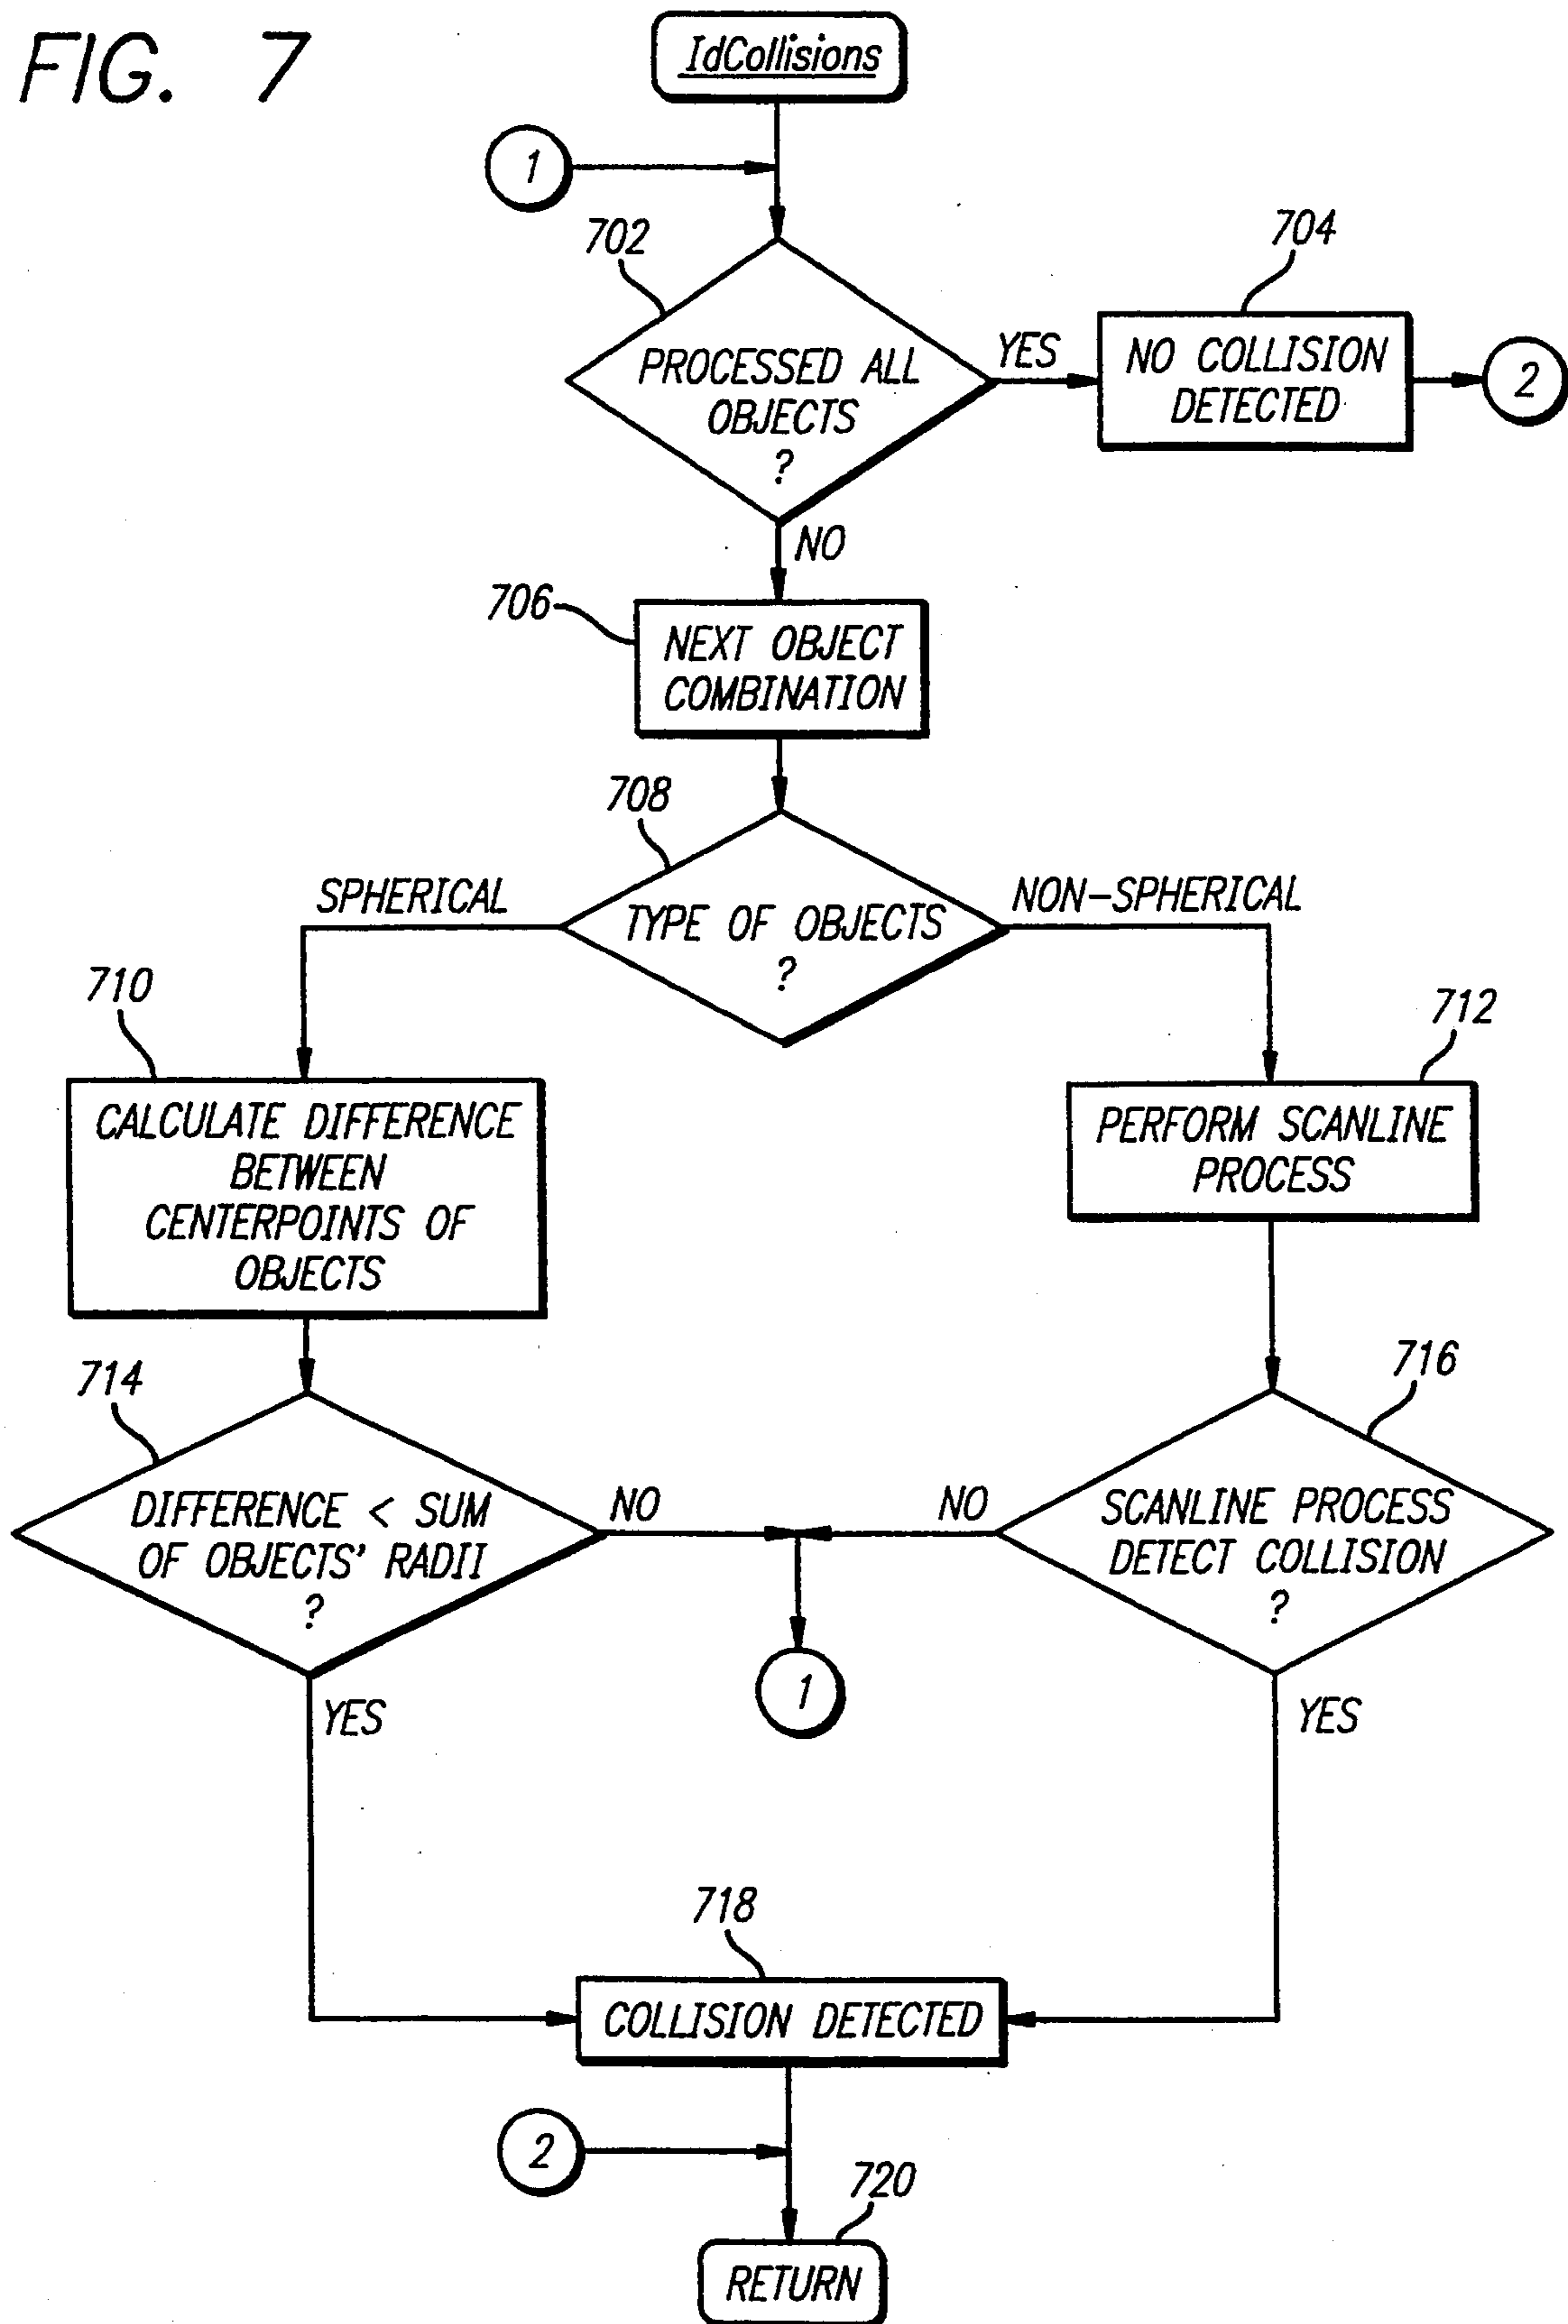 FIG. 7
IdCollisions
1
702
704
PROCESSED ALL
OBJECTS
?
YES
NO COLLISION
DETECTED
2
NO
706
NEXT OBJECT
COMBINATION
708
SPHERICAL
TYPE OF OBJECTS
?
NON-SPHERICAL
710
712
CALCULATE DIFFERENCE
BETWEEN
CENTERPOINTS OF
OBJECTS
PERFORM SCANLINE
PROCESS
714
716
DIFFERENCE < SUM
OF OBJECTS' RADII
?
NO
NO
SCANLINE PROCESS
DETECT COLLISION
?
1
YES
YES
718
COLLISION DETECTED
2
720
RETURN